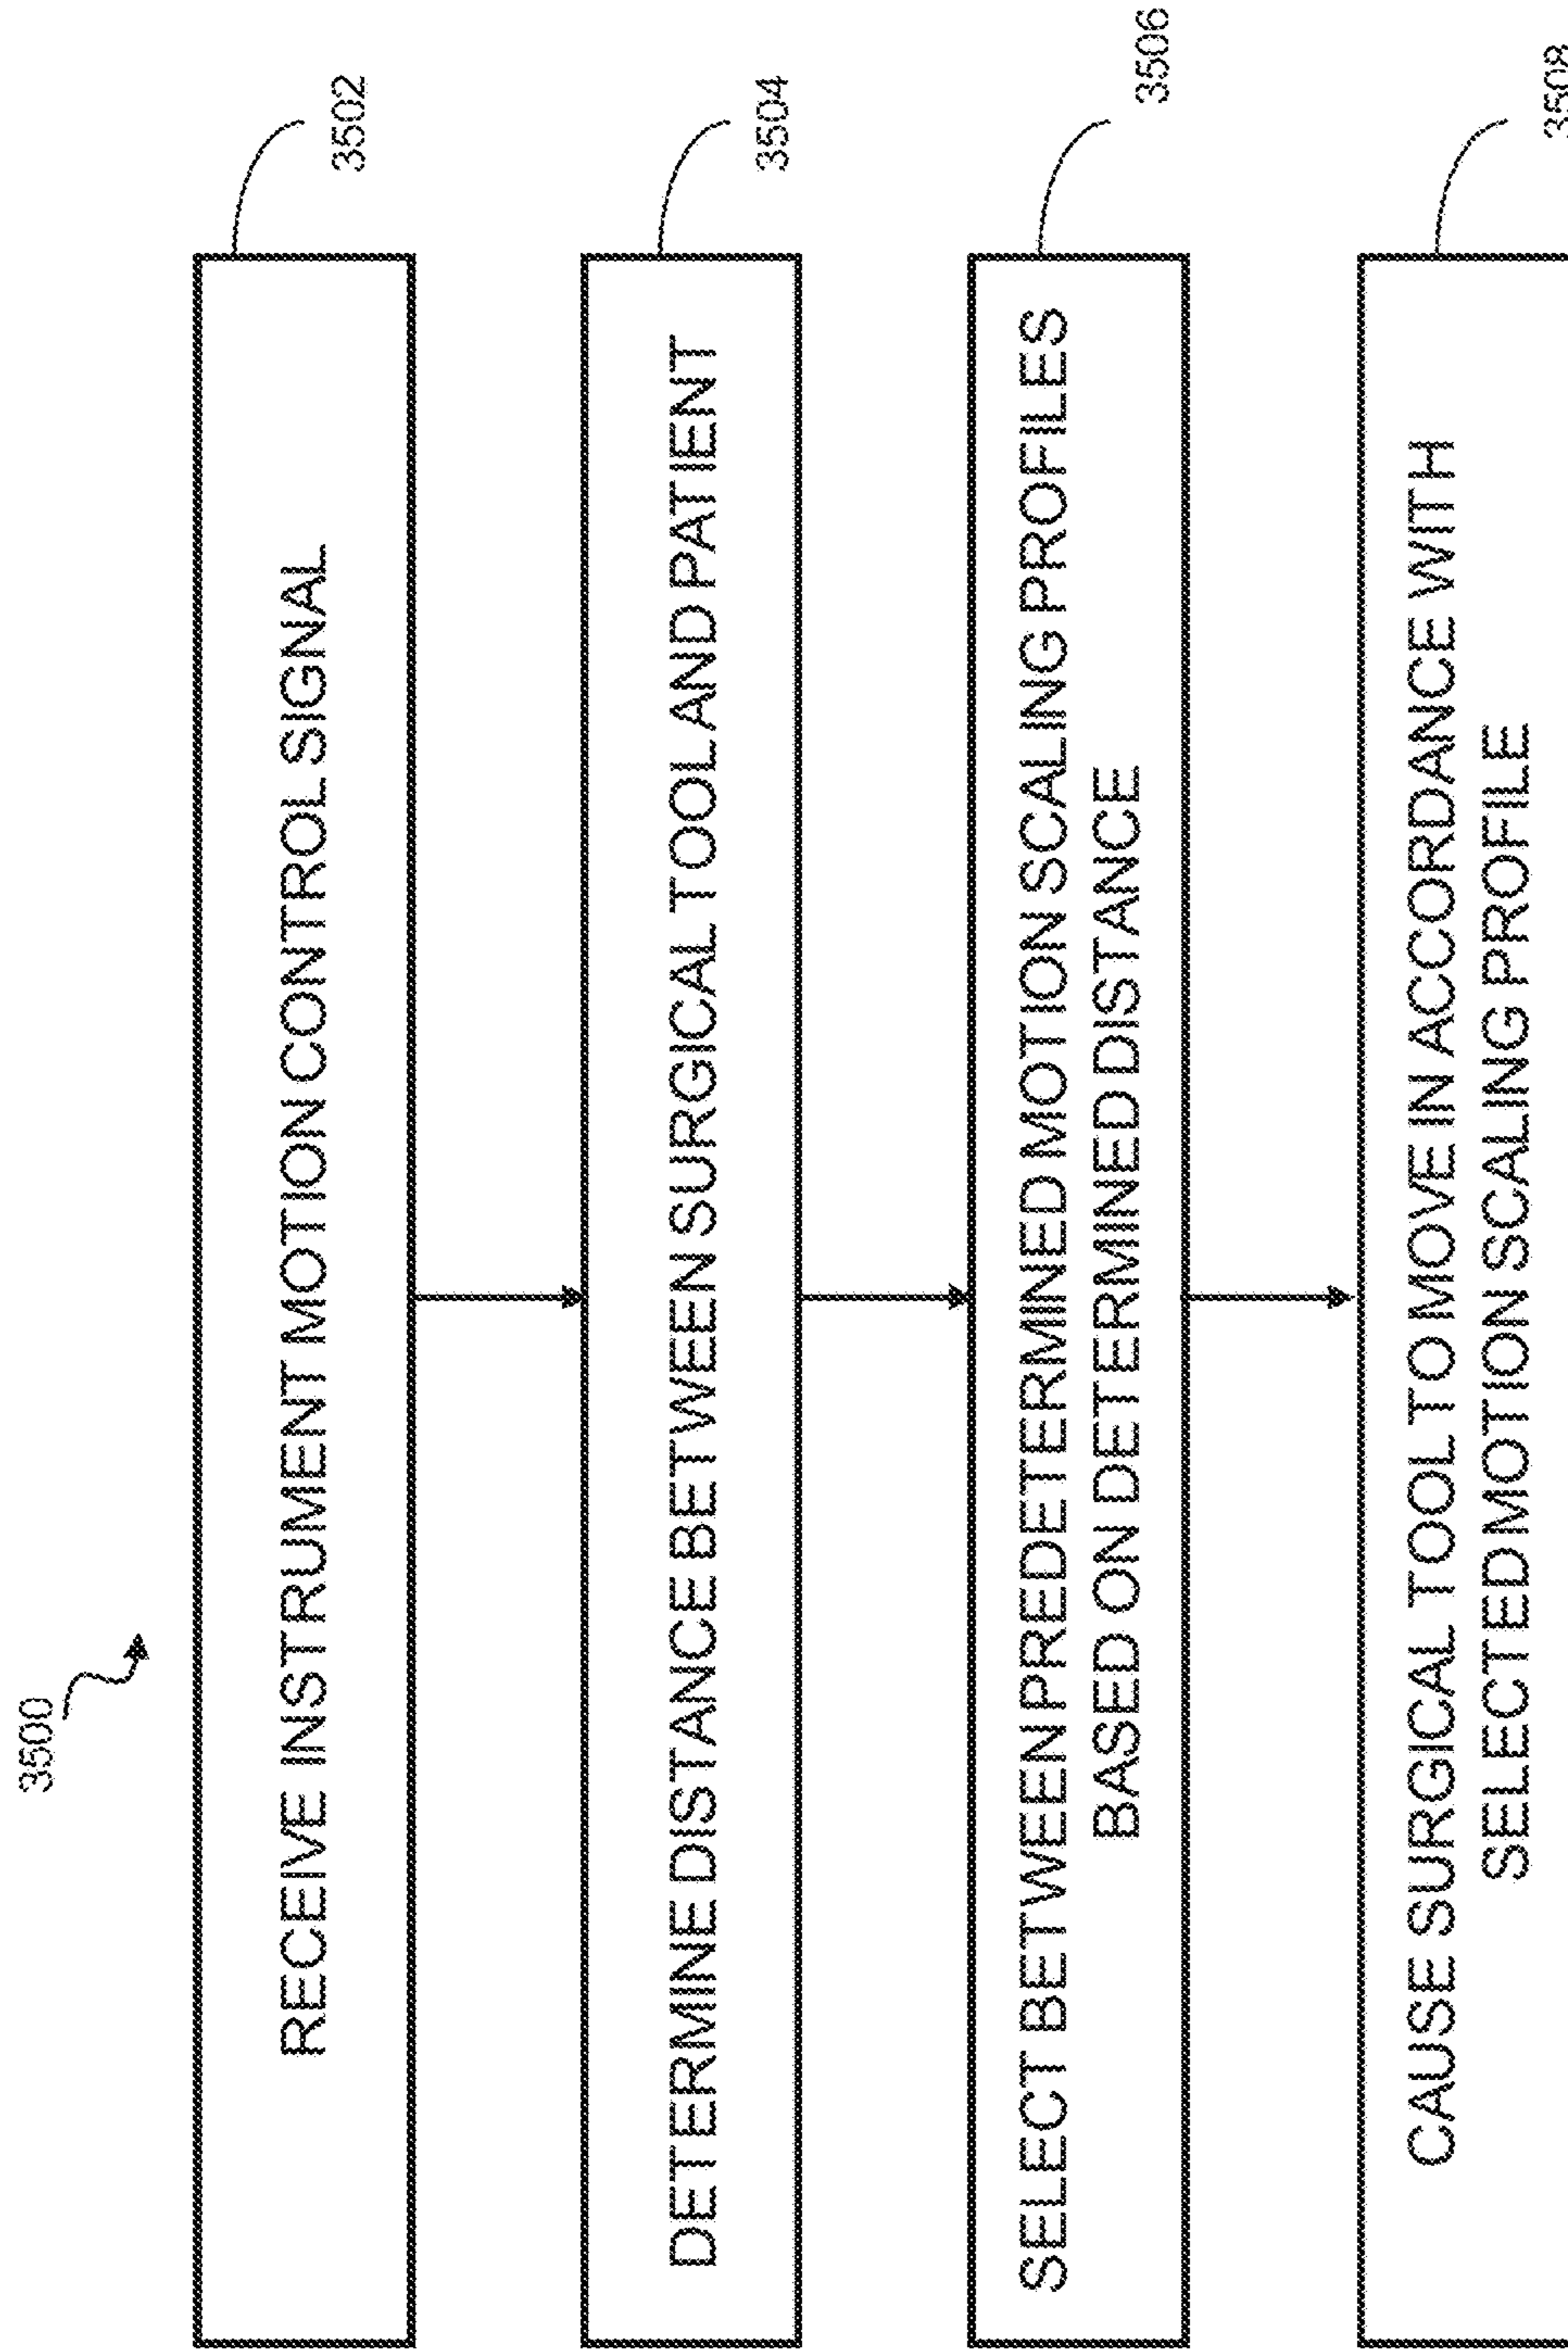 3500
RECEIVE INSTRUMENT MOTION CONTROL SIGNAL
3502
DETERMINE DISTANCE BETWEEN SURGICAL TOOL AND PATIENT
3504
SELECT BETWEEN PREDETERMINED MOTION SCALING PROFILES
BASED ON DETERMINED DISTANCE
3506
CAUSE SURGICAL TOOL TO MOVE IN ACCORDANCE WITH
SELECTED MOTION SCALING PROFILE
3508